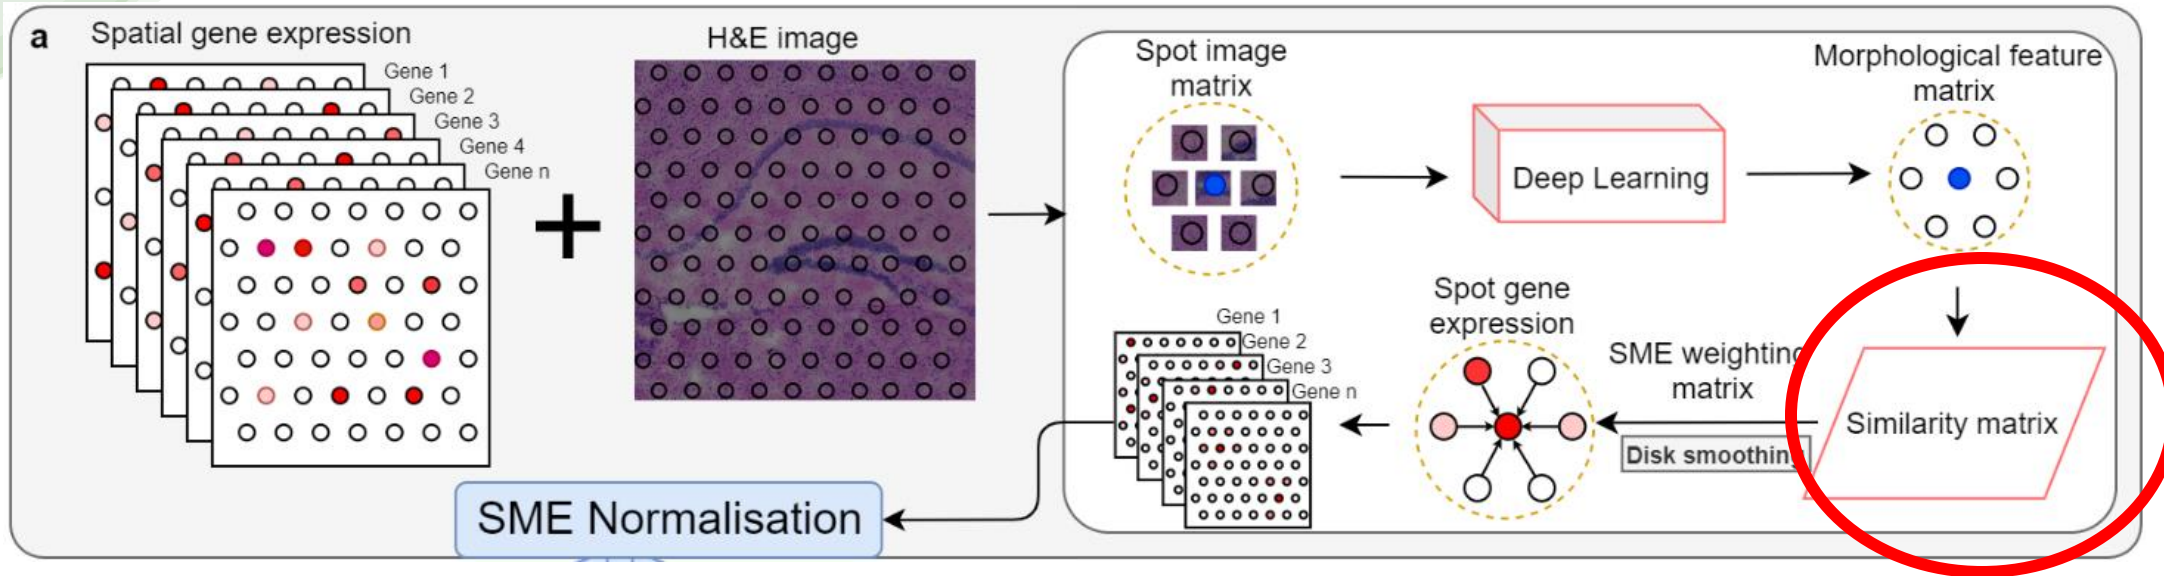 a
Spatial gene expression
Gene 1
Gene 2
Gene 3
Gene 4
Gene n
H&E image
Spot image
matrix
Deep Learning
Morphological feature
matrix
Similarity matrix
SME weighting
matrix
Disk smoothing
Spot gene
expression
Gene 1
Gene 2
Gene 3
Gene n
SME Normalisation